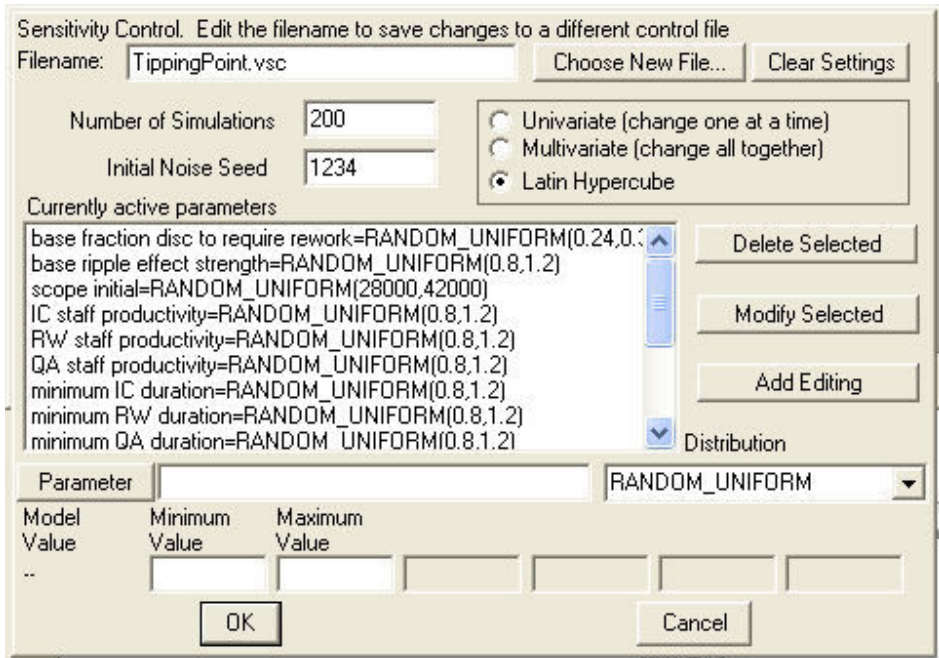 Sensitivity Control. Edit the filename to save changes to a different control file
Filename: TippingPoint.vsc Choose New File... Clear Settings
Number of Simulations 200
Initial Noise Seed 1234
Univariate (change one at a time)
Multivariate (change all together)
Latin Hypercube
Currently active parameters
base fraction disc to require rework=RANDOM_UNIFORM(0.24,0.3
base ripple effect strength=RANDOM_UNIFORM(0.8,1.2)
scope initial=RANDOM_UNIFORM(28000,42000)
IC staff productivity=RANDOM_UNIFORM(0.8,1.2)
RW staff productivity=RANDOM_UNIFORM(0.8,1.2)
QA staff productivity=RANDOM_UNIFORM(0.8,1.2)
minimum IC duration=RANDOM_UNIFORM(0.8,1.2)
minimum RW duration=RANDOM_UNIFORM(0.8,1.2)
minimum QA duration=RANDOM_UNIFORM(0.8,1.2)
Delete Selected
Modify Selected
Add Editing
Distribution
Parameter RANDOM_UNIFORM
Model Value Minimum Value Maximum Value
--
OK Cancel